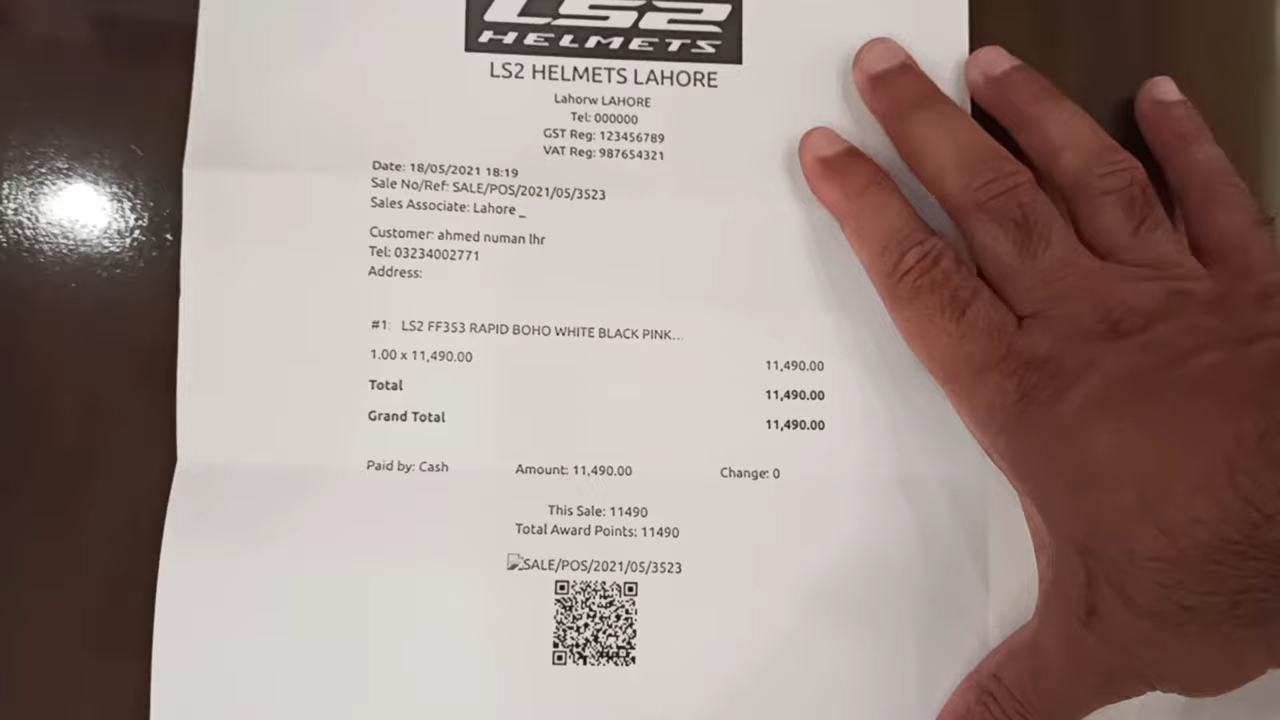 LS2
HELMETS
LS2 HELMETS LAHORE
Lahorw LAHORE
Tel: 000000
GST Reg: 123456789
VAT Reg: 987654321
Date: 18/05/2021 18:19
Sale No/Ref: SALE/POS/2021/05/3523
Sales Associate: Lahore _
Customer: ahmed numan lhr
Tel: 03234002771
Address:
#1: LS2 FF353 RAPID BOHO WHITE BLACK PINK...
1.00 x 11,490.00 11,490.00
Total 11,490.00
Grand Total 11,490.00
Paid by: Cash Amount: 11,490.00 Change: 0
This Sale: 11490
Total Award Points: 11490
SALE/POS/2021/05/3523